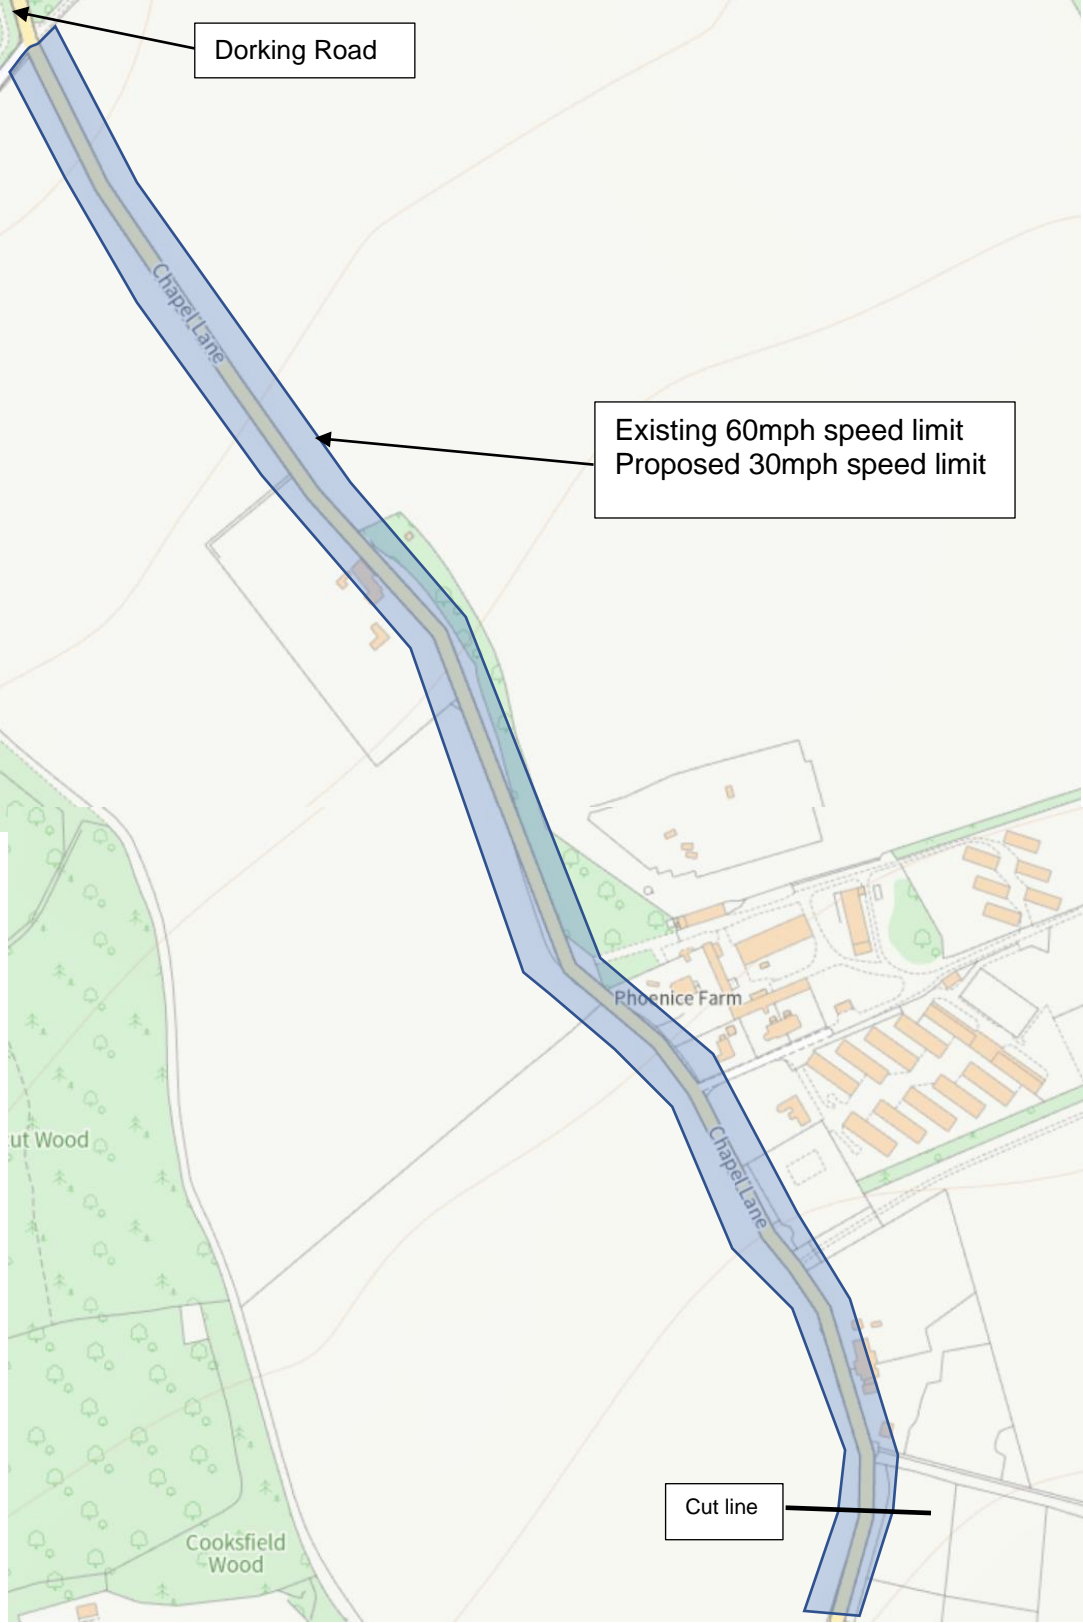 Dorking Road
Chapel Lane
Existing 60mph speed limit
Proposed 30mph speed limit
Phoenice Farm
Chapel Lane
ut Wood
Cut line
Cooksfield
Wood